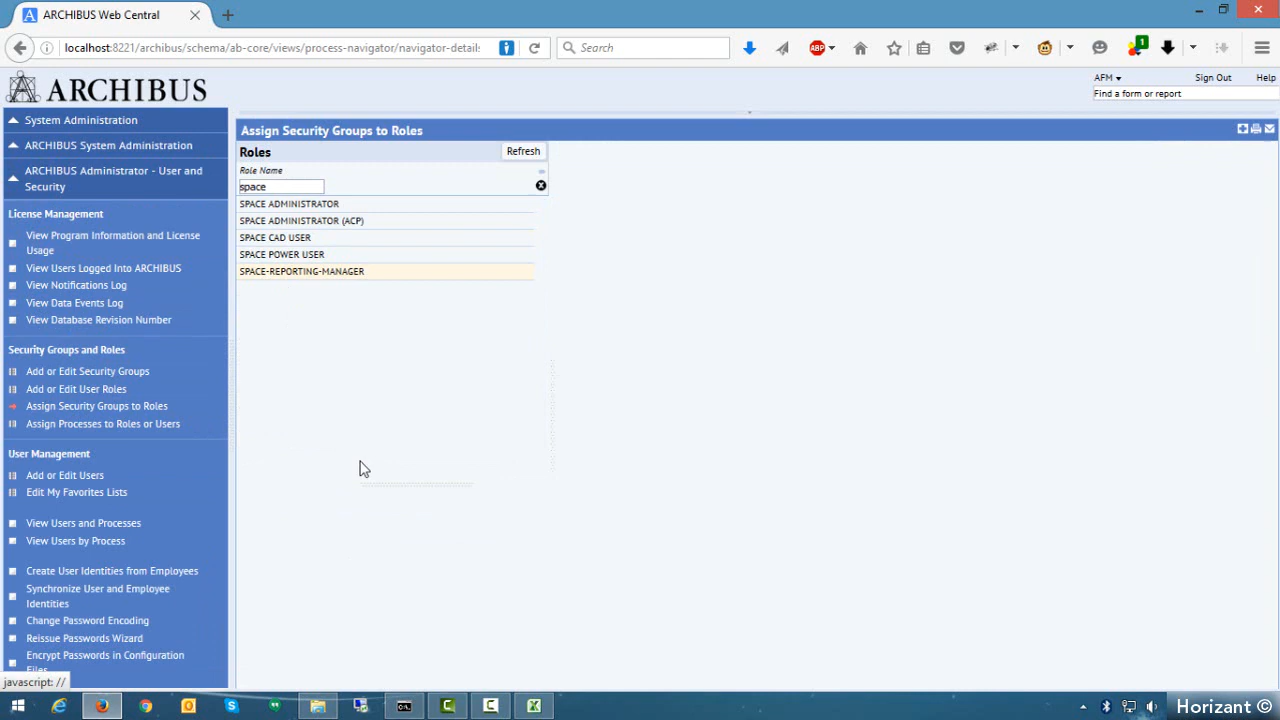 ARCHIBUS Web Central
localhost:8221/archibus/schema/ab-core/views/process-navigator/navigator-details
Search
ABP
1
ARCHIBUS
AFM
Sign Out
Help
Find a form or report
System Administration
ARCHIBUS System Administration
ARCHIBUS Administrator - User and
Security
License Management
View Program Information and License
Usage
View Users Logged Into ARCHIBUS
View Notifications Log
View Data Events Log
View Database Revision Number
Security Groups and Roles
Add or Edit Security Groups
Add or Edit User Roles
Assign Security Groups to Roles
Assign Processes to Roles or Users
User Management
Add or Edit Users
Edit My Favorites Lists
View Users and Processes
View Users by Process
Create User Identities from Employees
Synchronize User and Employee
Identities
Change Password Encoding
Reissue Passwords Wizard
Encrypt Passwords in Configuration
Files
javascript: //
Assign Security Groups to Roles
Roles
Refresh
Role Name
space
SPACE ADMINISTRATOR
SPACE ADMINISTRATOR (ACP)
SPACE CAD USER
SPACE POWER USER
SPACE-REPORTING-MANAGER
Horizant ©